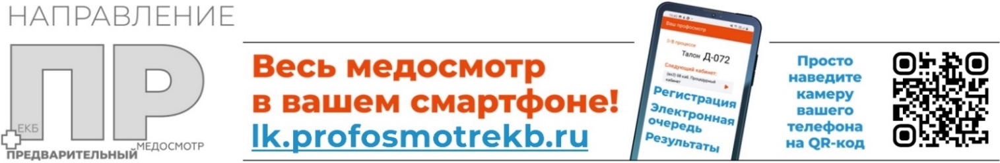 НАПРАВЛЕНИЕ
ПР
ЕКБ
ПРЕДВАРИТЕЛЬНЫЙ
МЕДОСМОТР
Весь медосмотр
в вашем смартфоне!
lk.profosmotrekb.ru
Ваш профосмотр
В процессе
Талон Д-072
Следующий кабинет:
(эк3) 08 каб. Процедурный
кабинет
Регистрация
Электронная
очередь
Результаты
Просто
наведите
камеру
вашего
телефона
на QR-код